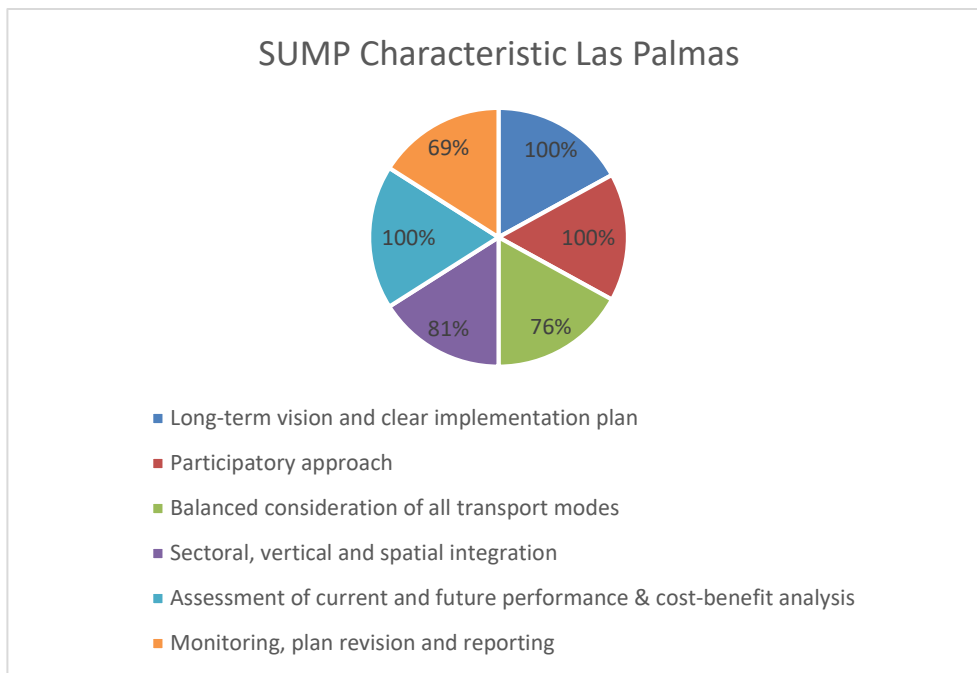 SUMP Characteristic Las Palmas
69%
100%
100%
100%
81%
76%
Long-term vision and clear implementation plan
Participatory approach
Balanced consideration of all transport modes
Sectoral, vertical and spatial integration
Assessment of current and future performance & cost-benefit analysis
Monitoring, plan revision and reporting